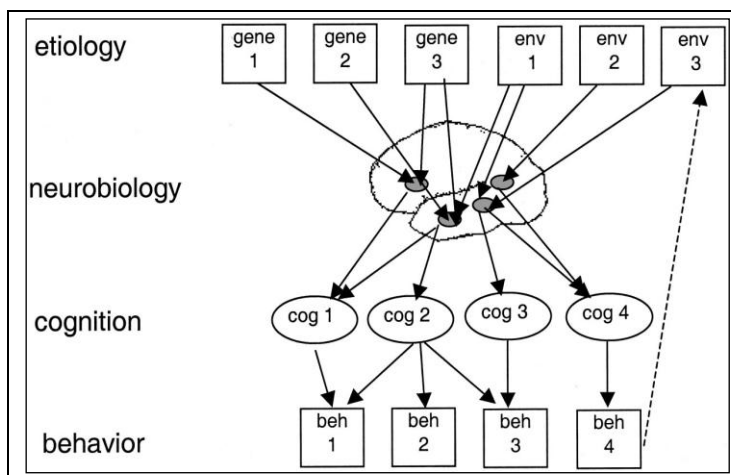 etiology
gene 1
gene 2
gene 3
env 1
env 2
env 3
neurobiology
cognition
cog 1
cog 2
cog 3
cog 4
behavior
beh 1
beh 2
beh 3
beh 4